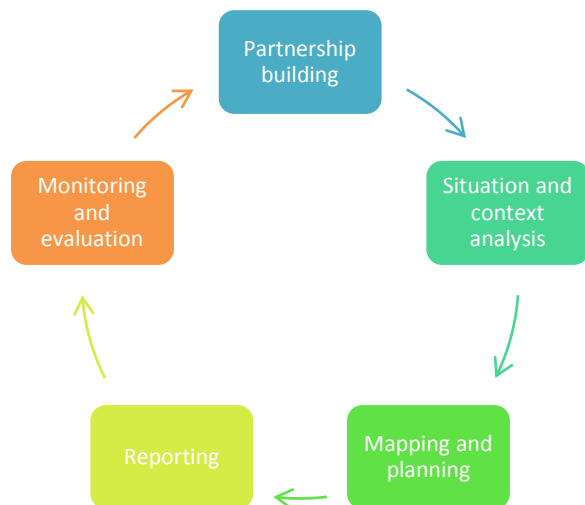 Partnership
building
Situation and
context
analysis
Mapping and
planning
Reporting
Monitoring
and
evaluation